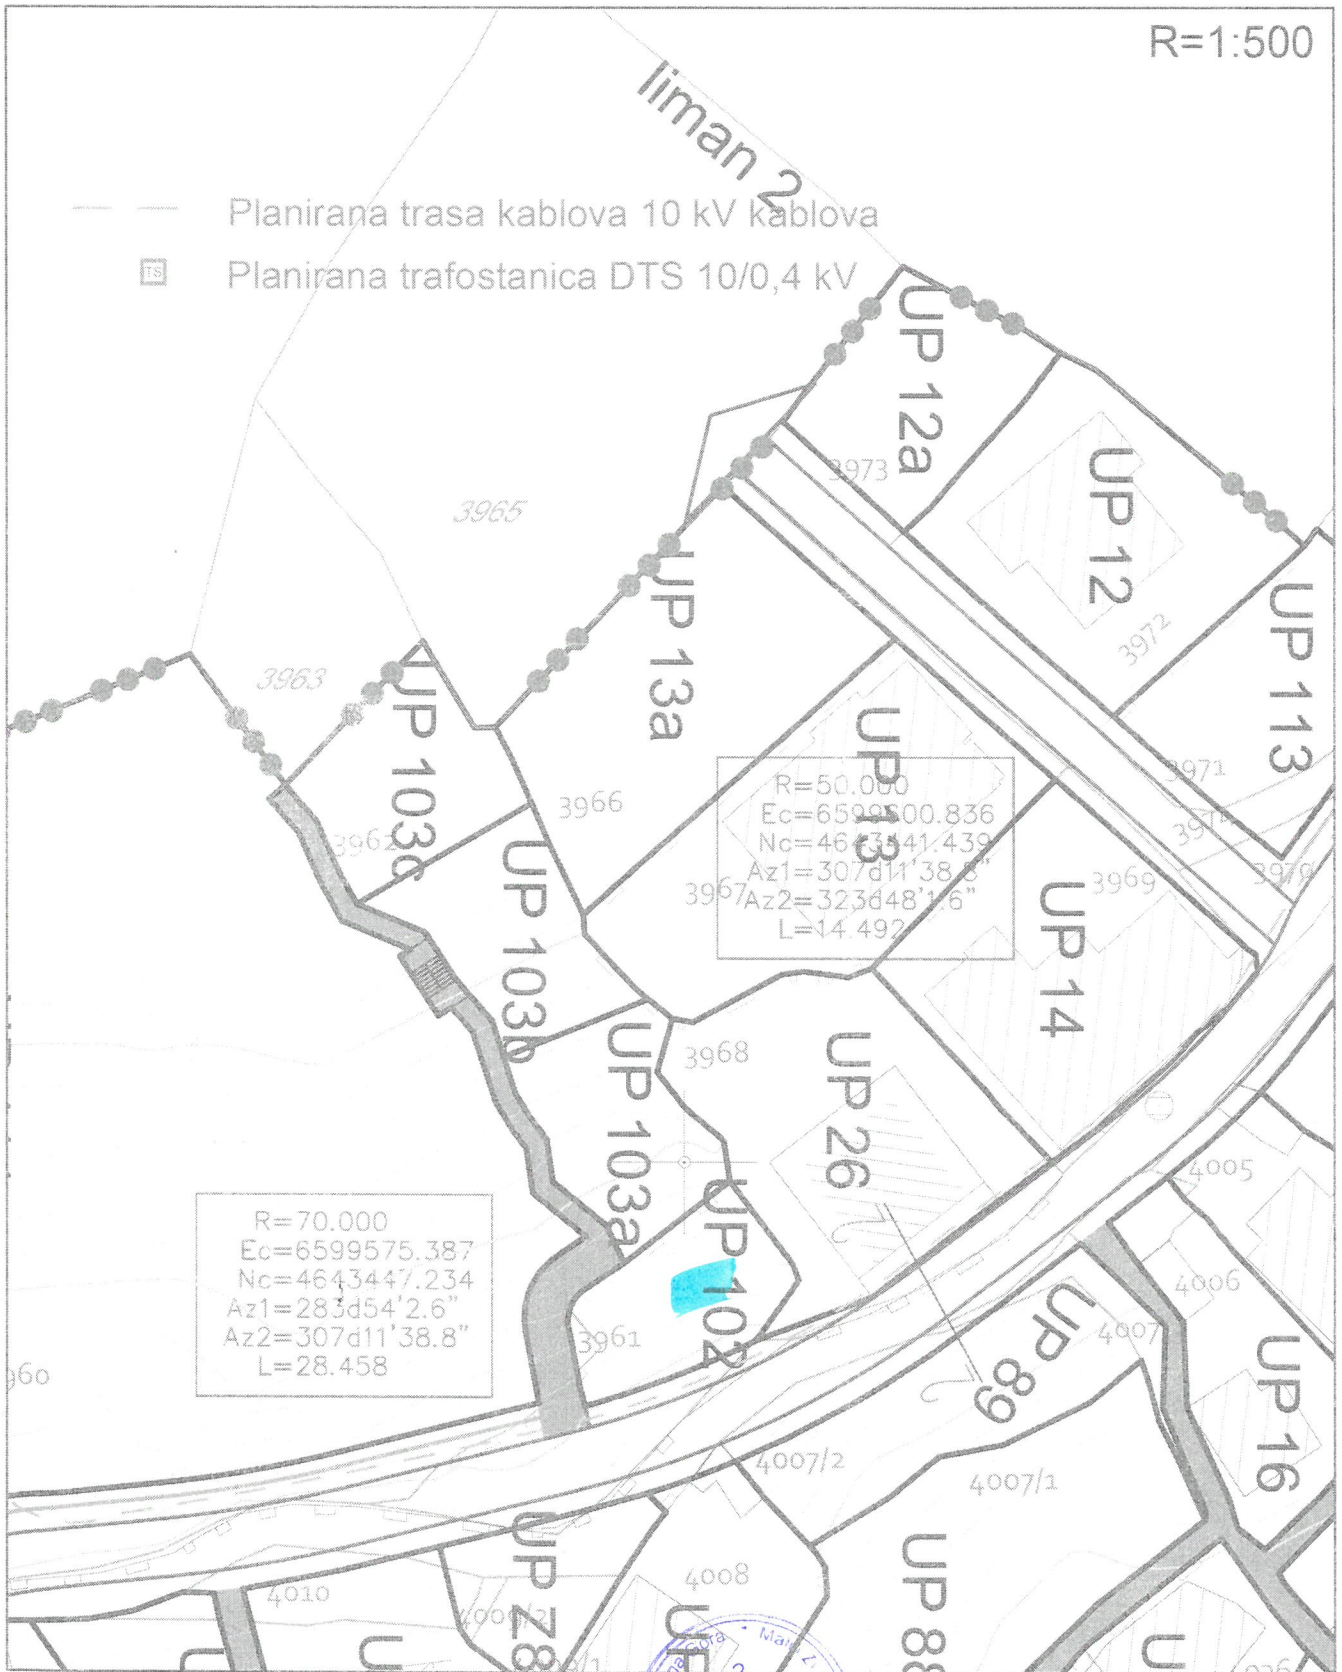 R=1:500
liman 2
Planirana trasa kablova 10 kV kablova
TS Planirana trafostanica DTS 10/0,4 kV
UP 12a
3973
UP 12
3965
3972
UP 113
UP 13a
3963
UP 103c
UP 13
3971
3966
R=50.000
Az1=307d11'38.8"
Az2=323d48'1.6"
L=14.492
3962
3967
3969
3979
UP 103b
UP 14
3968
UP 103a
UP 26
4005
UP 102
R=70.000
Ec=6599575.387
Nc=4643447.234
Az1=283d54'2.6"
Az2=307d11'38.8"
L=28.458
4006
UP 89
4007
3961
UP 16
4007/2
4007/1
UP Z8
4008
UP 88
4010
UP